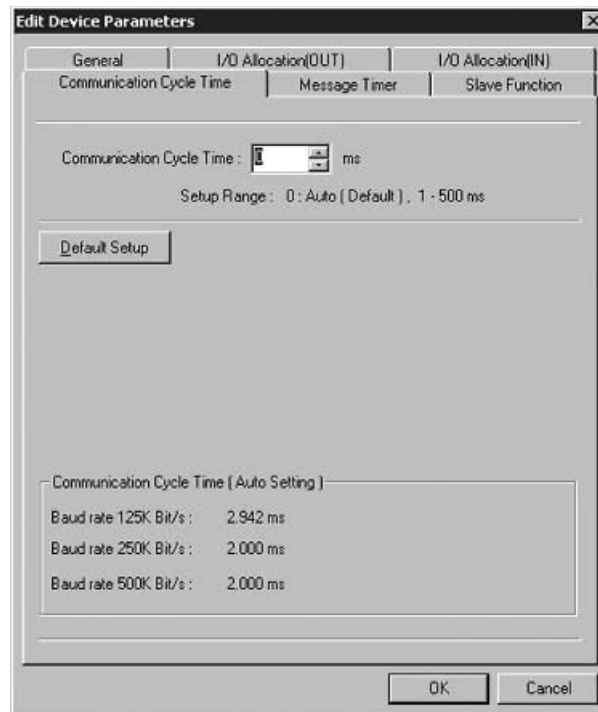 Edit Device Parameters
General I/O Allocation(OUT) I/O Allocation(IN)
Communication Cycle Time Message Timer Slave Function
Communication Cycle Time : 0 ms
Setup Range : 0 : Auto ( Default ) , 1 - 500 ms
Default Setup
Communication Cycle Time ( Auto Setting )
Baud rate 125K Bit/s : 2.942 ms
Baud rate 250K Bit/s : 2.000 ms
Baud rate 500K Bit/s : 2.000 ms
OK Cancel